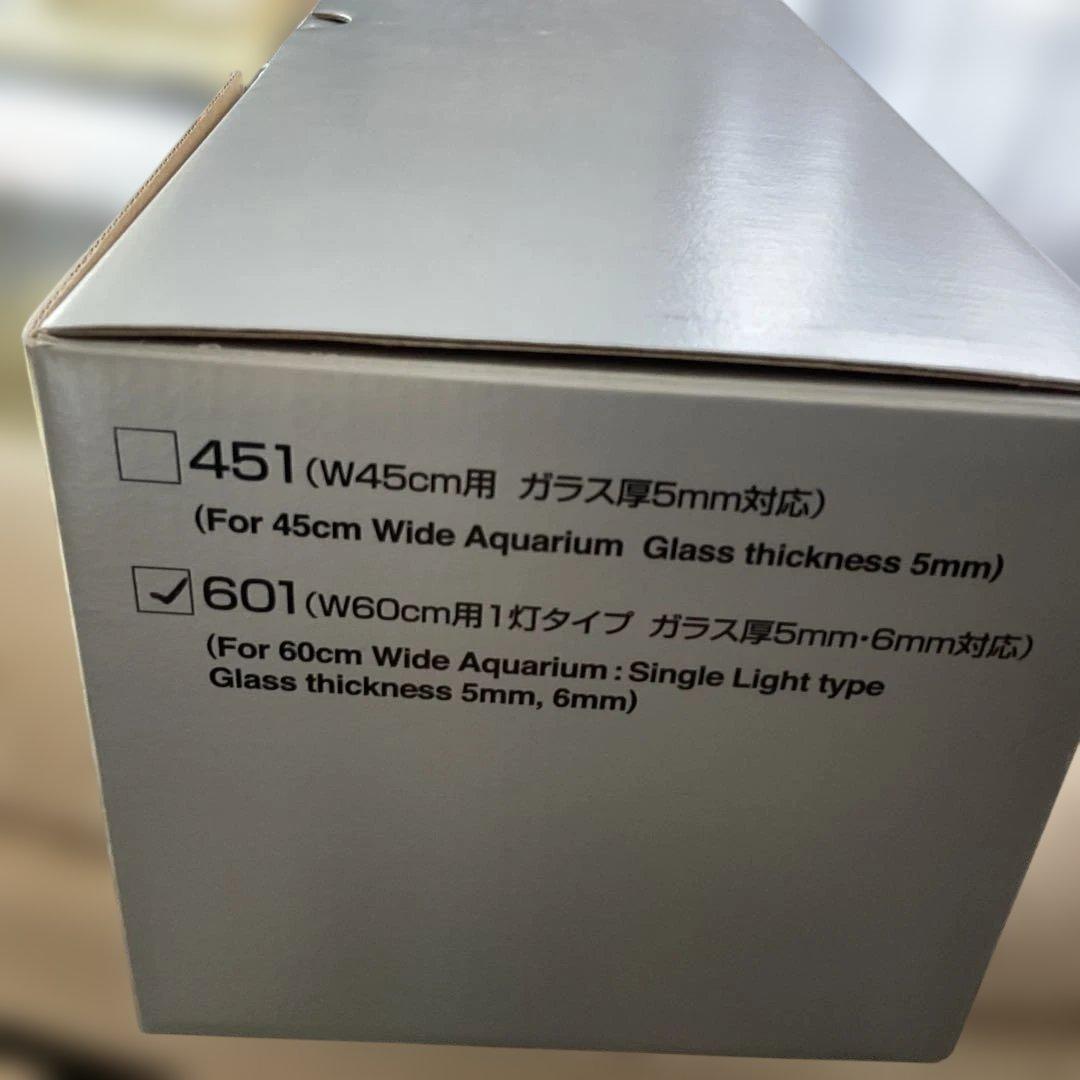 451(W45cm用 ガラス厚5mm対応)
(For 45cm Wide Aquarium Glass thickness 5mm)
601(W60cm用1灯タイプ ガラス厚5mm・6mm対応)
(For 60cm Wide Aquarium : Single Light type
Glass thickness 5mm, 6mm)